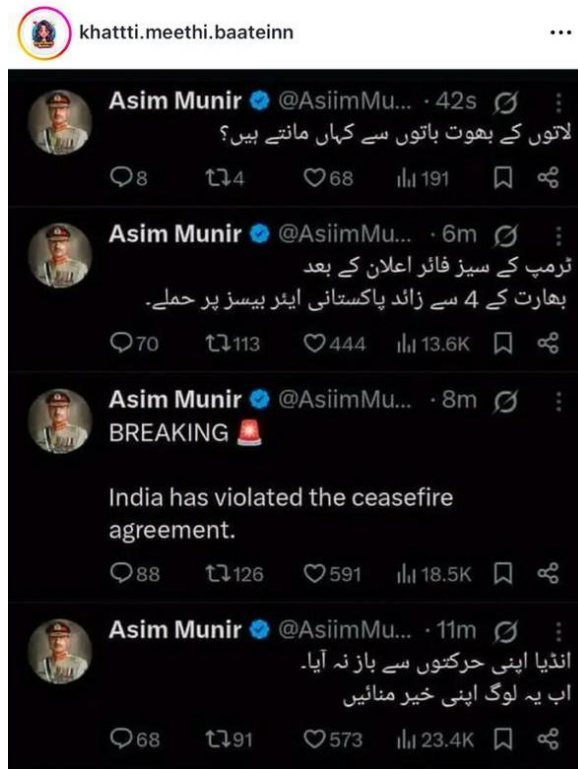 khattti.meethi.baateinn
Asim Munir @AsiimMu... · 42s
لاتوں کے بھوت باتوں سے کہاں مانتے ہیں؟
8 4 68 191
Asim Munir @AsiimMu... · 6m
ٹرمپ کے سیز فائر اعلان کے بعد
بھارت کے 4 سے زائد پاکستانی ایئر بیسز پر حملے۔
70 113 444 13.6K
Asim Munir @AsiimMu... · 8m
BREAKING 🚨
India has violated the ceasefire
agreement.
88 126 591 18.5K
Asim Munir @AsiimMu... · 11m
انڈیا اپنی حرکتوں سے باز نہ آیا۔
اب یہ لوگ اپنی خیر منائیں
68 91 573 23.4K